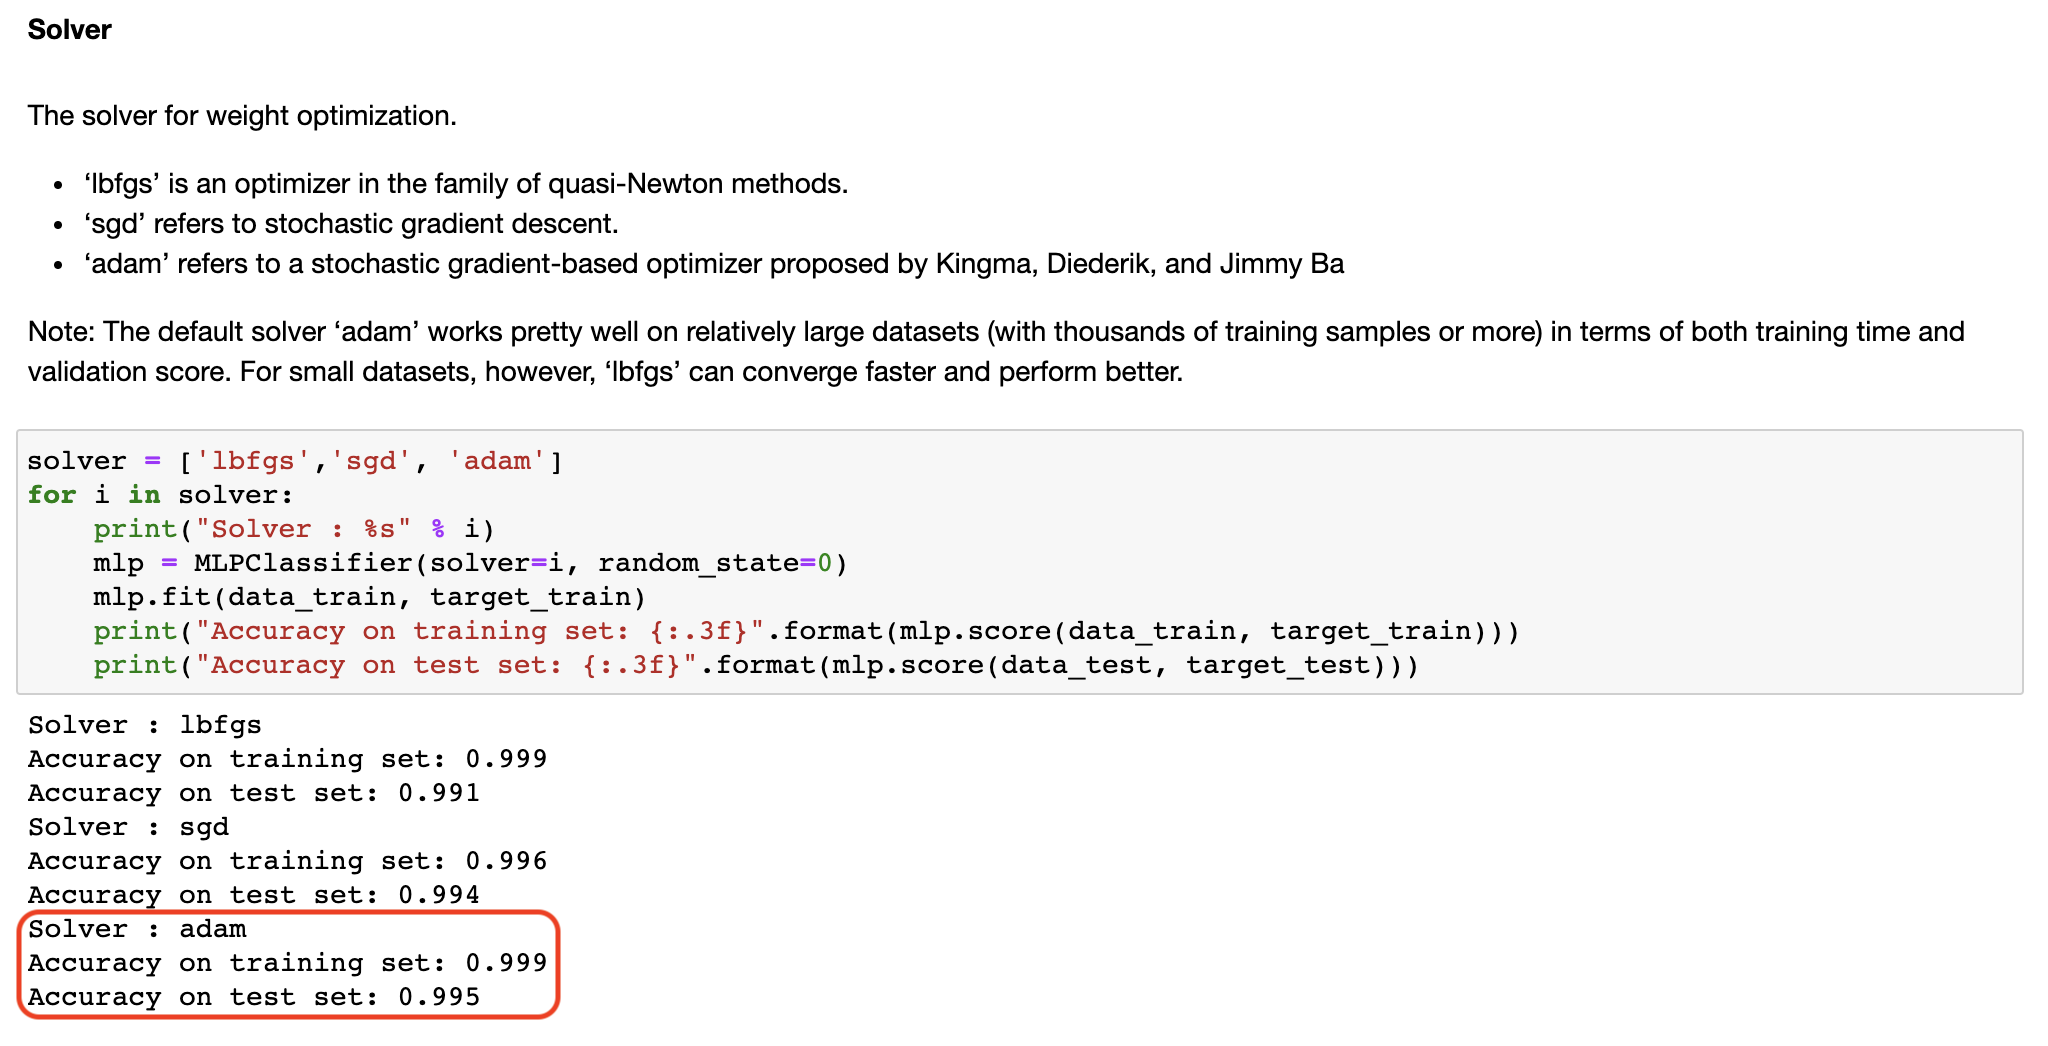 Solver
The solver for weight optimization.
• ‘lbfgs’ is an optimizer in the family of quasi-Newton methods.
• ‘sgd’ refers to stochastic gradient descent.
• ‘adam’ refers to a stochastic gradient-based optimizer proposed by Kingma, Diederik, and Jimmy Ba
Note: The default solver ‘adam’ works pretty well on relatively large datasets (with thousands of training samples or more) in terms of both training time and
validation score. For small datasets, however, ‘lbfgs’ can converge faster and perform better.
solver = ['lbfgs','sgd', 'adam']
for i in solver:
    print("Solver : %s" % i)
    mlp = MLPClassifier(solver=i, random_state=0)
    mlp.fit(data_train, target_train)
    print("Accuracy on training set: {:.3f}".format(mlp.score(data_train, target_train)))
    print("Accuracy on test set: {:.3f}".format(mlp.score(data_test, target_test)))
Solver : lbfgs
Accuracy on training set: 0.999
Accuracy on test set: 0.991
Solver : sgd
Accuracy on training set: 0.996
Accuracy on test set: 0.994
Solver : adam
Accuracy on training set: 0.999
Accuracy on test set: 0.995